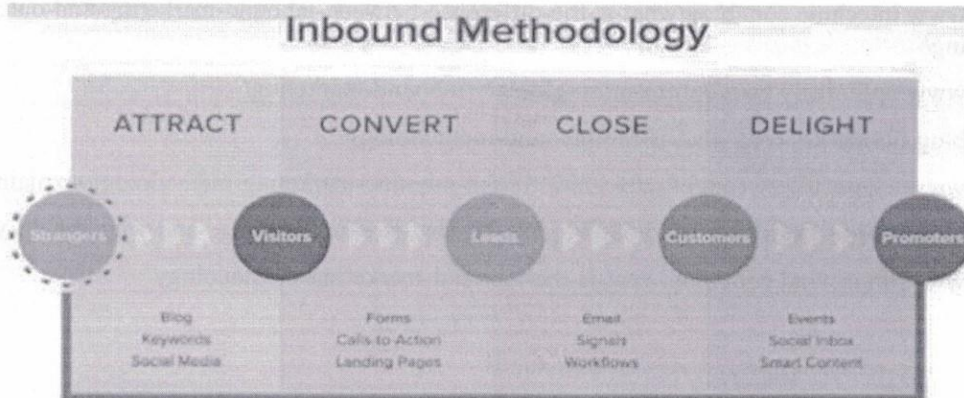 Inbound Methodology
ATTRACT CONVERT CLOSE DELIGHT
Strangers Visitors Leads Customers Promoters
Blog Forms Email Events
Keywords Calls to Action Signals Social Inbox
Social Media Landing Pages Workflows Smart Content